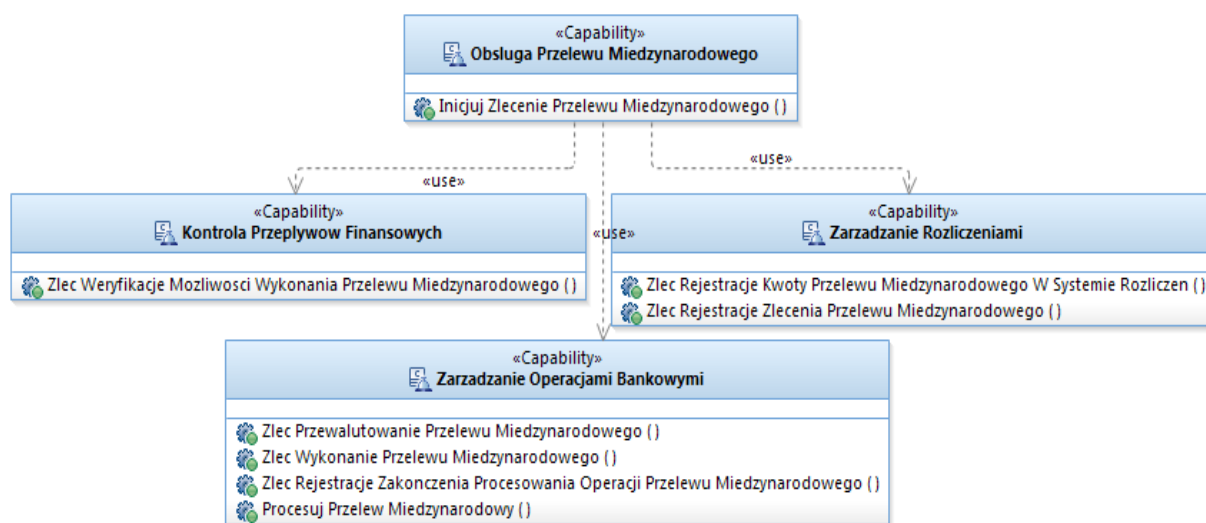 «Capability»
Obsluga Przelewu Miedzynarodowego
Inicjuj Zlecenie Przelewu Miedzynarodowego ( )
«use»
«use»
«Capability»
Kontrola Przeplywow Finansowych
Zlec Weryfikacje Mozliwosci Wykonania Przelewu Miedzynarodowego ( )
«use»
«Capability»
Zarzadzanie Rozliczeniami
Zlec Rejestracje Kwoty Przelewu Miedzynarodowego W Systemie Rozliczen ( )
Zlec Rejestracje Zlecenia Przelewu Miedzynarodowego ( )
«Capability»
Zarzadzanie Operacjami Bankowymi
Zlec Przewalutowanie Przelewu Miedzynarodowego ( )
Zlec Wykonanie Przelewu Miedzynarodowego ( )
Zlec Rejestracje Zakonczenia Procesowania Operacji Przelewu Miedzynarodowego ( )
Procesuj Przelew Miedzynarodowy ( )